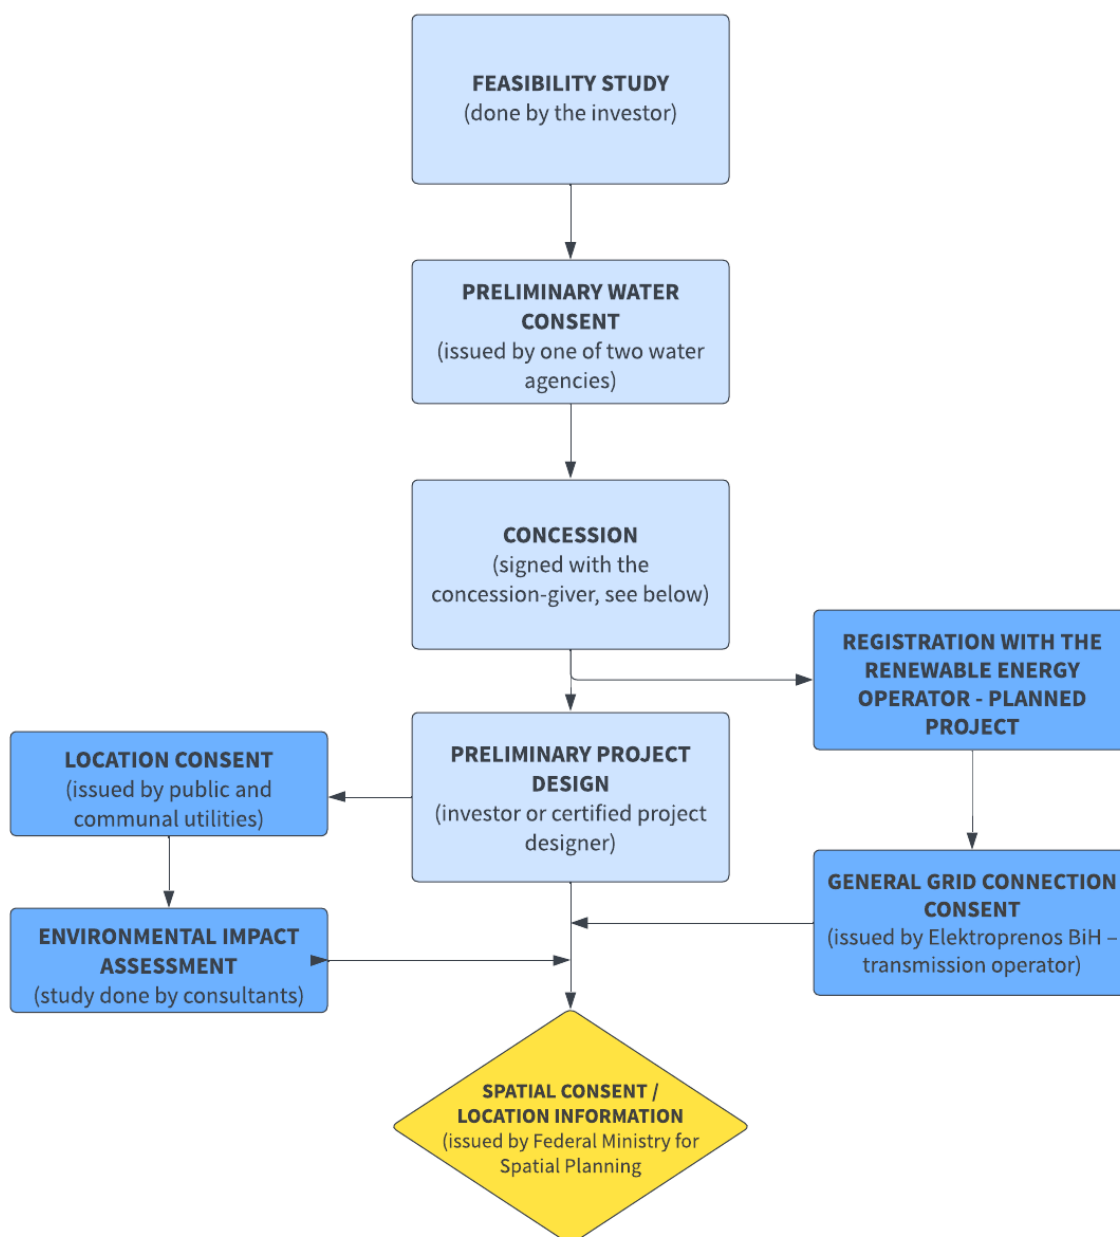 FEASIBILITY STUDY
(done by the investor)
PRELIMINARY WATER
CONSENT
(issued by one of two water
agencies)
CONCESSION
(signed with the
concession-giver, see below)
REGISTRATION WITH THE
RENEWABLE ENERGY
OPERATOR - PLANNED
PROJECT
PRELIMINARY PROJECT
DESIGN
(investor or certified project
designer)
LOCATION CONSENT
(issued by public and
communal utilities)
GENERAL GRID CONNECTION
CONSENT
(issued by Elektroprenos BiH –
transmission operator)
ENVIRONMENTAL IMPACT
ASSESSMENT
(study done by consultants)
SPATIAL CONSENT /
LOCATION INFORMATION
(issued by Federal Ministry for
Spatial Planning